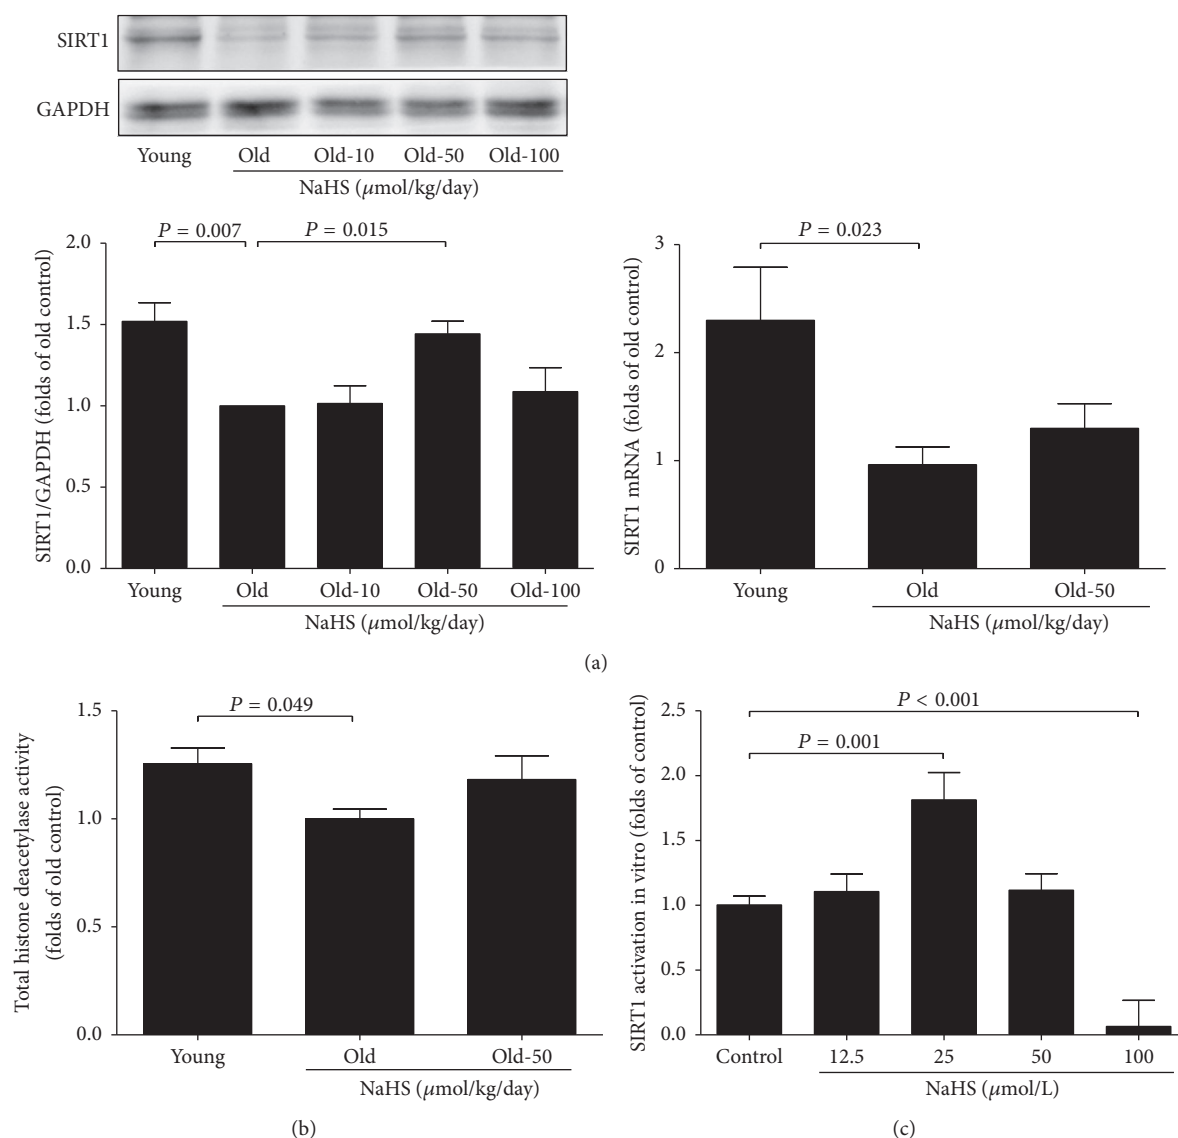 SIRT1
GAPDH
Young Old Old-10 Old-50 Old-100
NaHS (μmol/kg/day)
SIRT1/GAPDH (folds of old control)
2.0
1.5
1.0
0.5
0.0
P = 0.007
P = 0.015
Young Old Old-10 Old-50 Old-100
NaHS (μmol/kg/day)
SIRT1 mRNA (folds of old control)
3
2
1
0
P = 0.023
Young Old Old-50
NaHS (μmol/kg/day)
(a)
Total histone deacetylase activity
(folds of old control)
1.5
1.0
0.5
0.0
P = 0.049
Young Old Old-50
NaHS (μmol/kg/day)
(b)
SIRT1 activation in vitro (folds of control)
2.5
2.0
1.5
1.0
0.5
0.0
P < 0.001
P = 0.001
Control 12.5 25 50 100
NaHS (μmol/L)
(c)